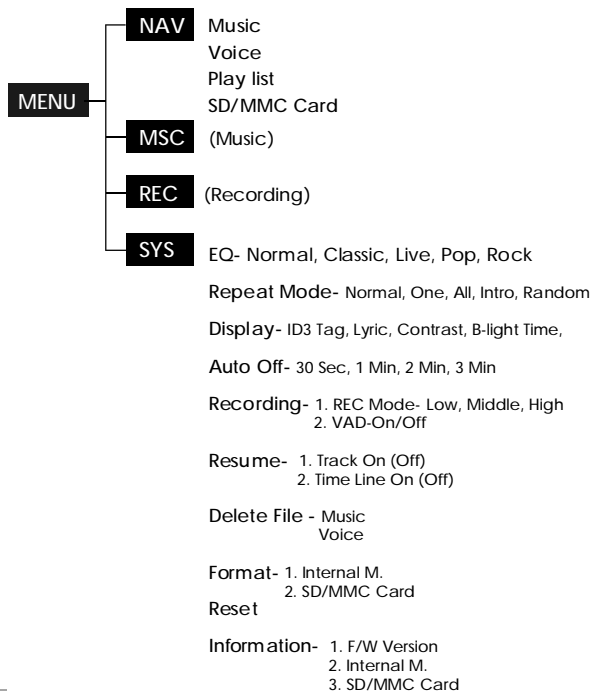 NAV Music
Voice
Play list
MENU
SD/MMC Card
MSC (Music)
REC (Recording)
SYS EQ- Normal, Classic, Live, Pop, Rock
Repeat Mode- Normal, One, All, Intro, Random
Display- ID3 Tag, Lyric, Contrast, B-light Time,
Auto Off- 30 Sec, 1 Min, 2 Min, 3 Min
Recording- 1. REC Mode- Low, Middle, High
2. VAD-On/Off
Resume- 1. Track On (Off)
2. Time Line On (Off)
Delete File - Music
Voice
Format- 1. Internal M.
2. SD/MMC Card
Reset
Information- 1. F/W Version
2. Internal M.
3. SD/MMC Card